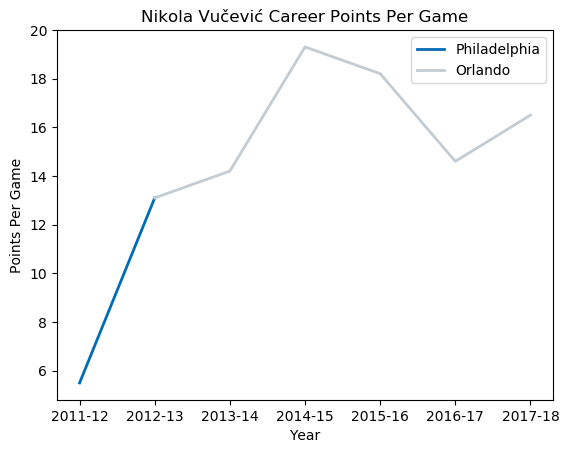 Nikola Vučević Career Points Per Game
Philadelphia
Orlando
Points Per Game
20
18
16
14
12
10
8
6
2011-12 2012-13 2013-14 2014-15 2015-16 2016-17 2017-18
Year